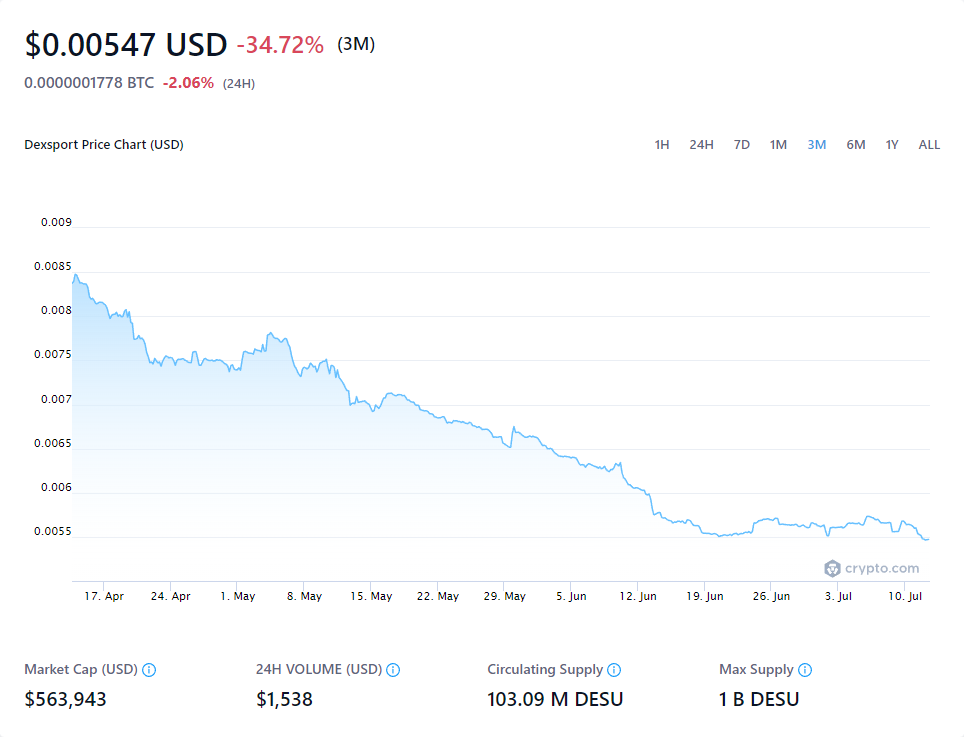 $0.00547 USD -34.72% (3M)
0.0000001778 BTC -2.06% (24H)
Dexsport Price Chart (USD) 1H 24H 7D 1M 3M 6M 1Y ALL
0.009
0.0085
0.008
0.0075
0.007
0.0065
0.006
0.0055
crypto.com
17. Apr 24. Apr 1. May 8. May 15. May 22. May 29. May 5. Jun 12. Jun 19. Jun 26. Jun 3. Jul 10. Jul
Market Cap (USD) 24H VOLUME (USD) Circulating Supply Max Supply
$563,943 $1,538 103.09 M DESU 1 B DESU